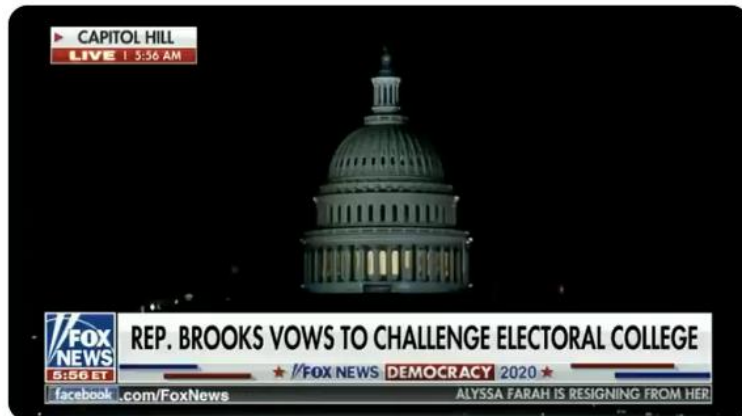 CAPITOL HILL
LIVE | 5:56 AM
FOX
NEWS
5:56 ET
REP. BROOKS VOWS TO CHALLENGE ELECTORAL COLLEGE
FOX NEWS DEMOCRACY 2020
facebook .com/FoxNews
ALYSSA FARAH IS RESIGNING FROM HER